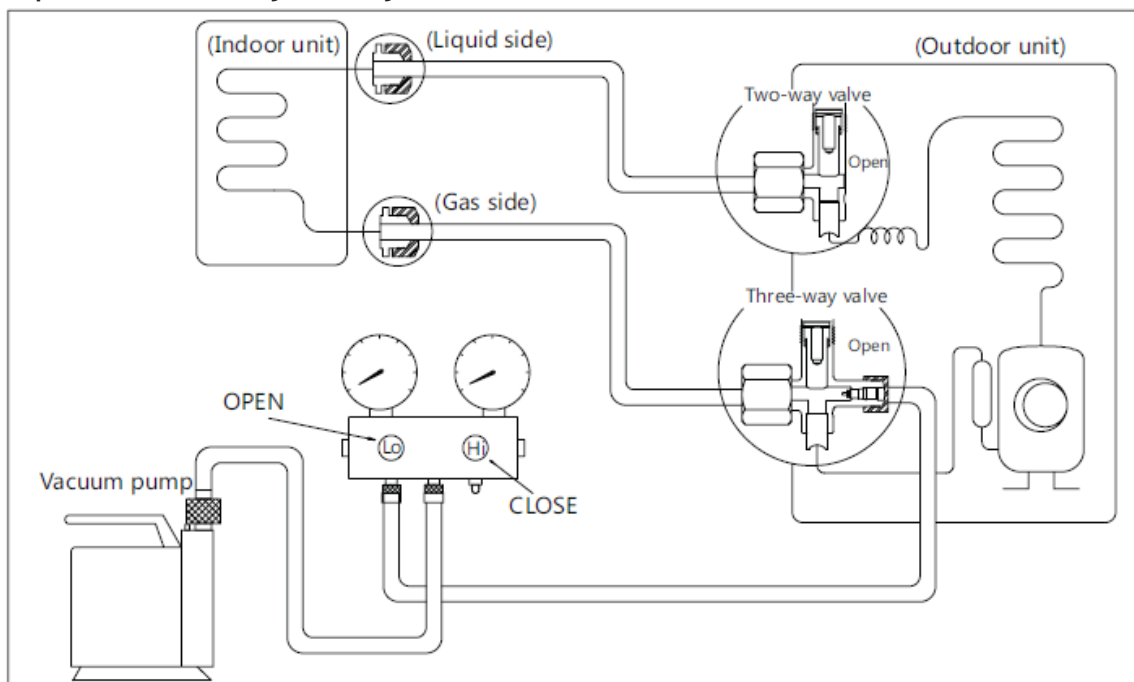 (Indoor unit)
(Liquid side)
(Outdoor unit)
Two-way valve
Open
(Gas side)
Three-way valve
Open
OPEN
Lo
Hi
CLOSE
Vacuum pump